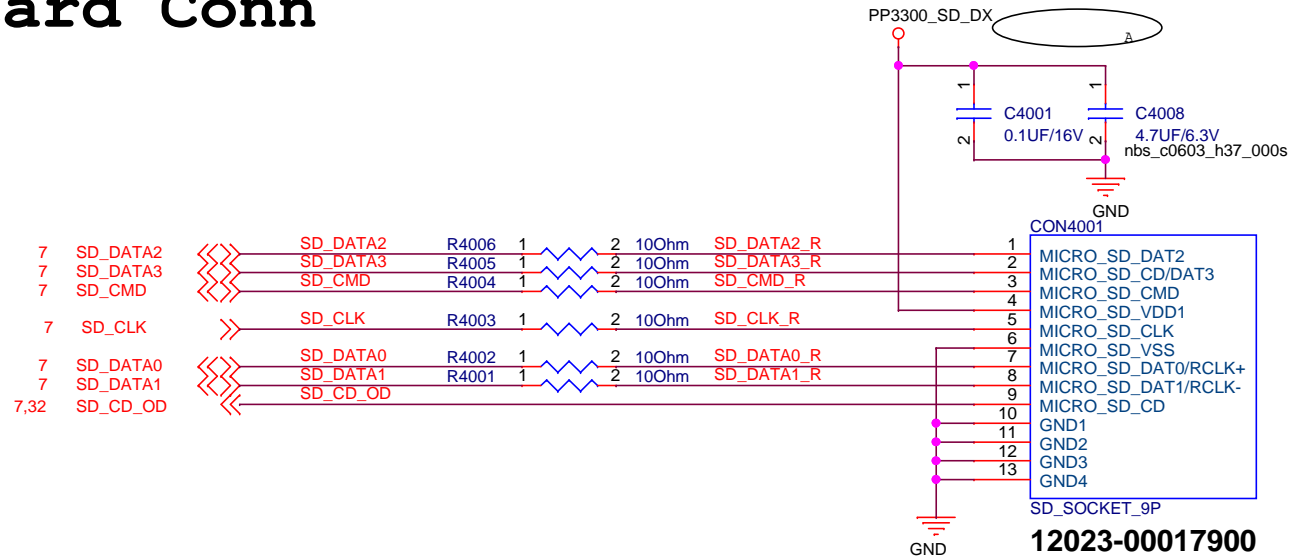 ard Conn
PP3300_SD_DX
A
1 1
C4001 C4008
0.1UF/16V 4.7UF/6.3V
2 2
nbs_c0603_h37_000s
GND
CON4001
7 SD_DATA2 SD_DATA2 R4006 1 2 10Ohm SD_DATA2_R 1 MICRO_SD_DAT2
7 SD_DATA3 SD_DATA3 R4005 1 2 10Ohm SD_DATA3_R 2 MICRO_SD_CD/DAT3
7 SD_CMD SD_CMD R4004 1 2 10Ohm SD_CMD_R 3 MICRO_SD_CMD
4 MICRO_SD_VDD1
7 SD_CLK SD_CLK R4003 1 2 10Ohm SD_CLK_R 5 MICRO_SD_CLK
6 MICRO_SD_VSS
7 SD_DATA0 SD_DATA0 R4002 1 2 10Ohm SD_DATA0_R 7 MICRO_SD_DAT0/RCLK+
7 SD_DATA1 SD_DATA1 R4001 1 2 10Ohm SD_DATA1_R 8 MICRO_SD_DAT1/RCLK-
7,32 SD_CD_OD SD_CD_OD 9 MICRO_SD_CD
10 GND1
11 GND2
12 GND3
13 GND4
SD_SOCKET_9P
GND
12023-00017900